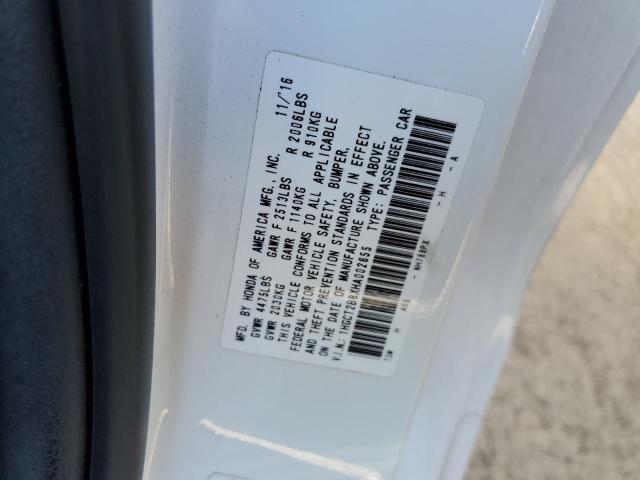 MFD. BY HONDA OF AMERICA MFG., INC. 11/'16
GVWR 4475LBS GAWR F 2513LBS R 2006LBS
GVWR 2030KG GAWR F 1140KG R 910KG
THIS VEHICLE CONFORMS TO ALL APPLICABLE
FEDERAL MOTOR VEHICLE SAFETY, BUMPER,
AND THEFT PREVENTION STANDARDS IN EFFECT
ON THE DATE OF MANUFACTURE SHOWN ABOVE.
V.I.N.: 1HGCT2B8XHA002655 TYPE: PASSENGER CAR
H NH788PX - H - A